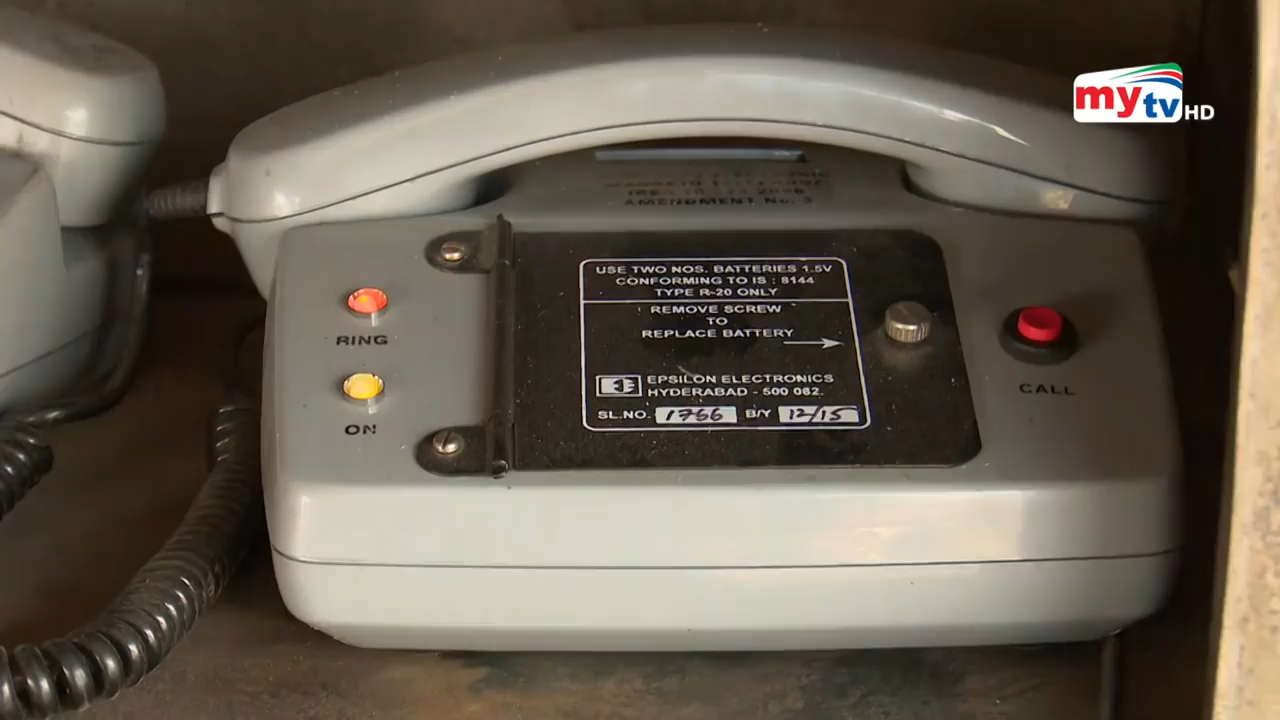 mytv HD
AMENDMENT No. 3
USE TWO NOS. BATTERIES 1.5V
CONFORMING TO IS : 8144
TYPE R-20 ONLY
REMOVE SCREW
TO
REPLACE BATTERY
RING
CALL
EPSILON ELECTRONICS
HYDERABAD - 500 062.
ON
SL.NO. 1766 B/Y 12/15